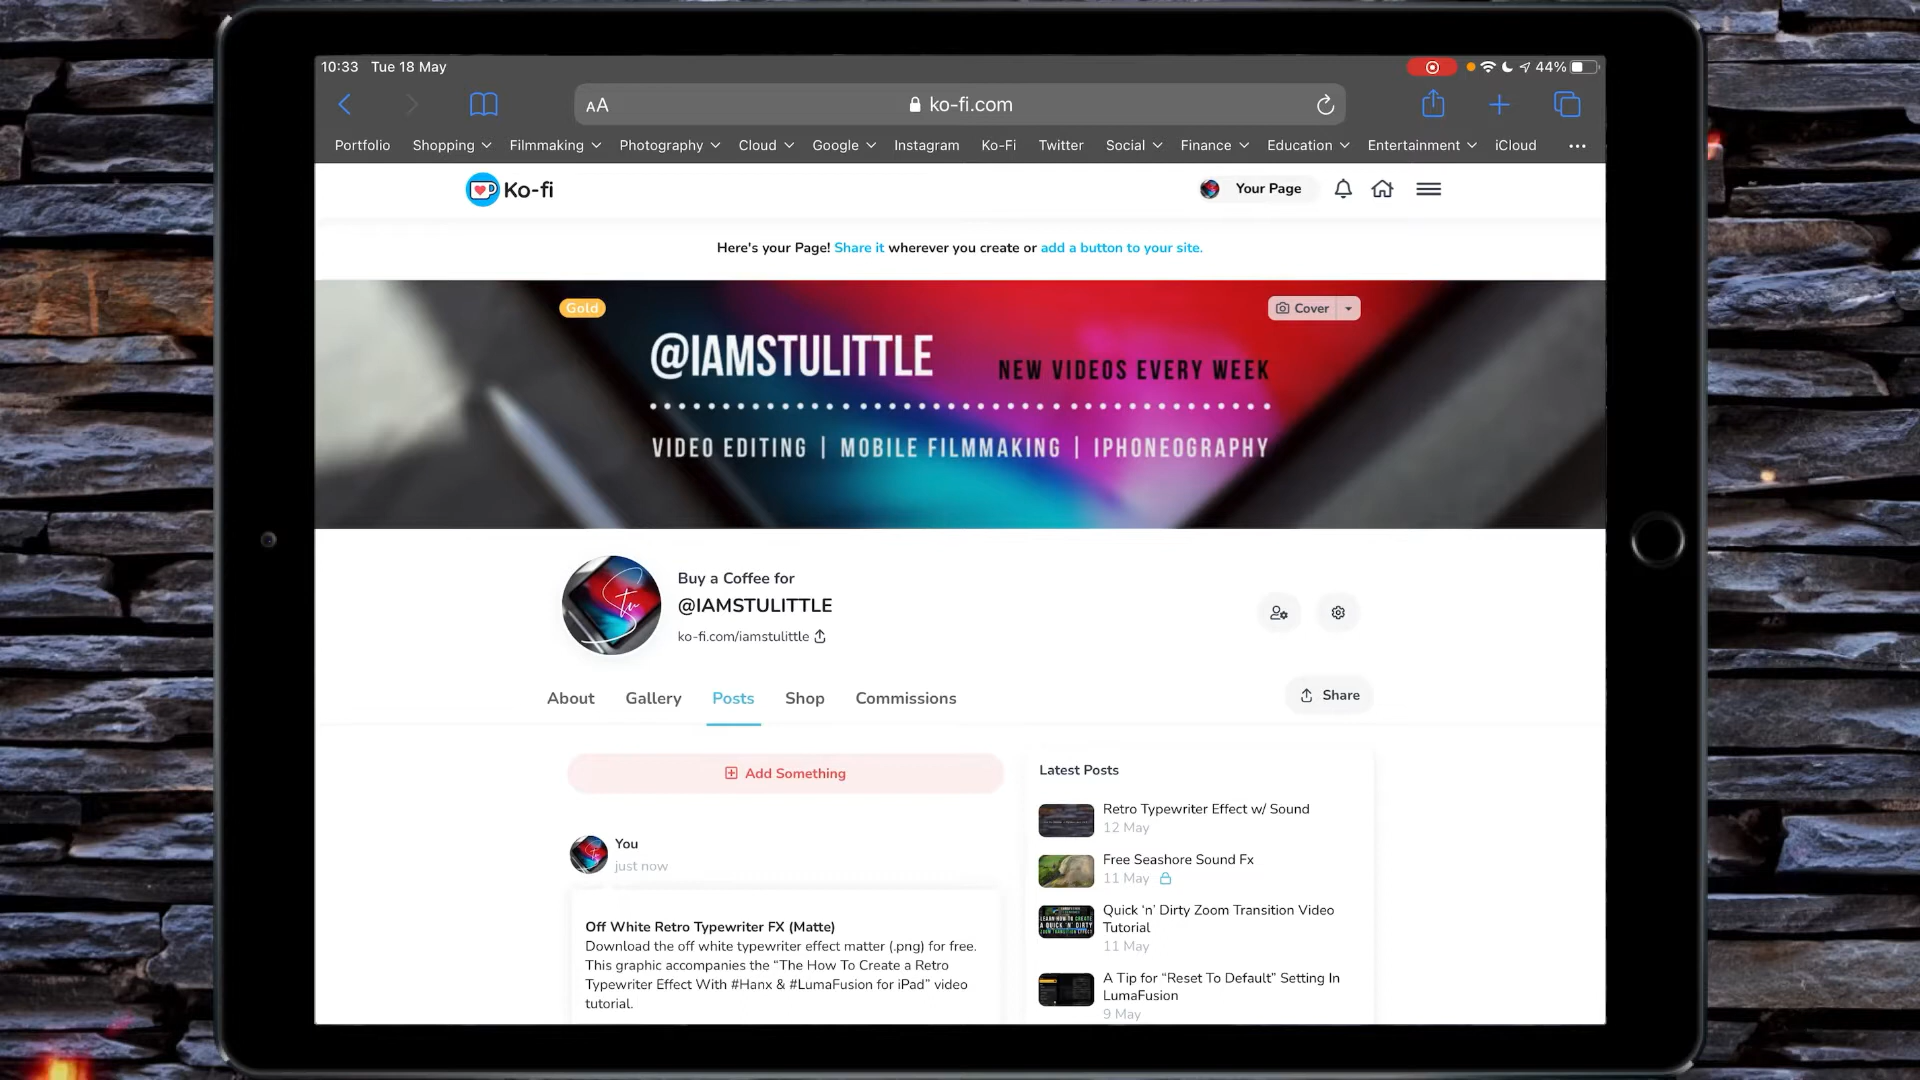 10:33 Tue 18 May 44%
AA ko-fi.com
Portfolio Shopping Filmmaking Photography Cloud Google Instagram Ko-Fi Twitter Social Finance Education Entertainment iCloud
Ko-fi Your Page
Here's your Page! Share it wherever you create or add a button to your site.
Gold Cover
@IAMSTULITTLE NEW VIDEOS EVERY WEEK
VIDEO EDITING | MOBILE FILMMAKING | IPHONEOGRAPHY
Stu
Buy a Coffee for
@IAMSTULITTLE
ko-fi.com/iamstulittle
About Gallery Posts Shop Commissions Share
Add Something
You
just now
Off White Retro Typewriter FX (Matte)
Download the off white typewriter effect matter (.png) for free.
This graphic accompanies the “The How To Create a Retro
Typewriter Effect With #Hanx & #LumaFusion for iPad” video
tutorial.
Latest Posts
Retro Typewriter Effect w/ Sound
12 May
Free Seashore Sound Fx
11 May
Quick ‘n’ Dirty Zoom Transition Video
Tutorial
11 May
A Tip for “Reset To Default” Setting In
LumaFusion
9 May